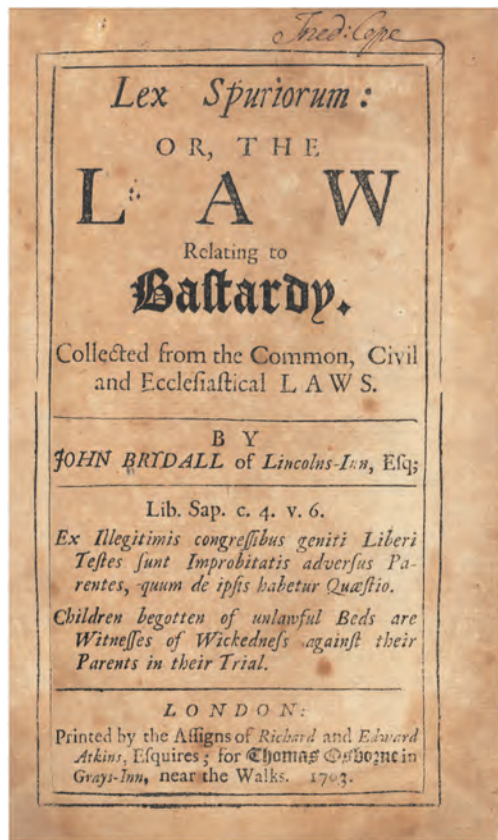 Fred: Cope
Lex Spuriorum:
OR, THE
LAW
Relating to
Baſtardy.
Collected from the Common, Civil
and Eccleſiaſtical LAWS.
BY
JOHN BRYDALL of Lincolns-Inn, Eſq;
Lib. Sap. c. 4. v. 6.
Ex Illegitimis congreſſibus geniti Liberi
Teſtes ſunt Improbitatis adverſus Pa-
rentes, quum de ipſis habetur Quæſtio.
Children begotten of unlawful Beds are
Witneſſes of Wickedneſs againſt their
Parents in their Trial.
LONDON:
Printed by the Aſſigns of Richard and Edward
Atkins, Eſquires; for Thomas Osborne in
Grays-Inn, near the Walks. 1703.